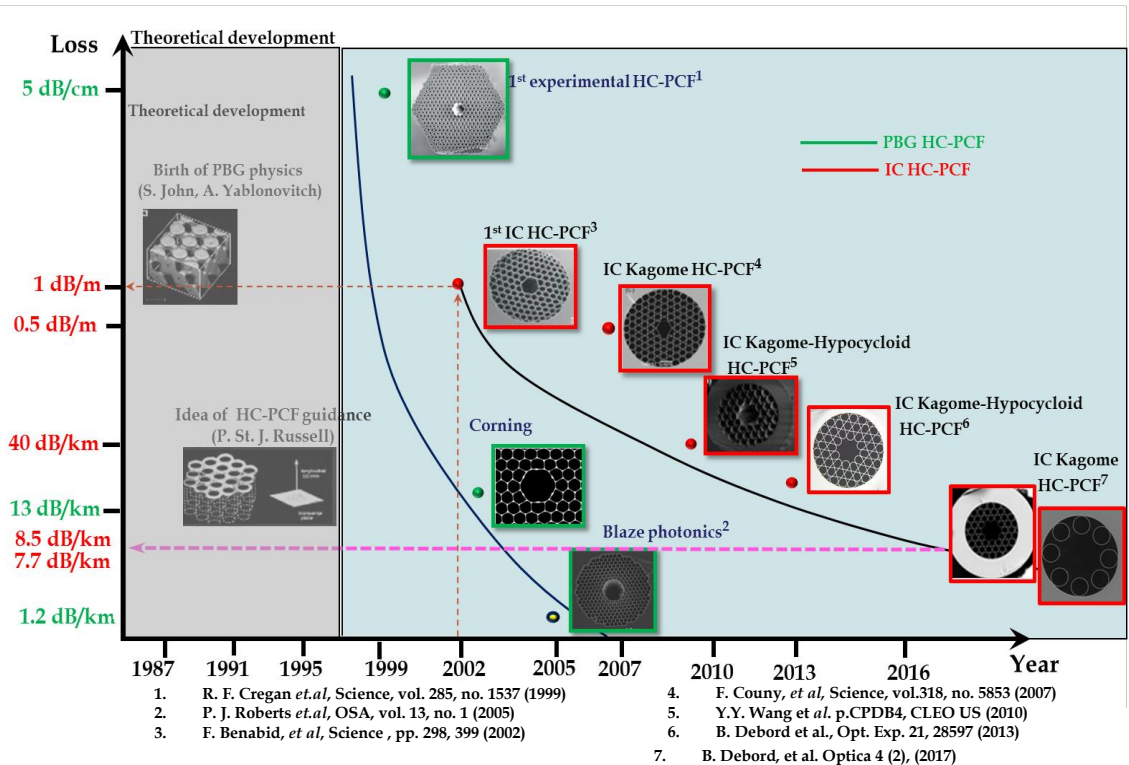 Loss
Theoretical development
5 dB/cm
1 dB/m
0.5 dB/m
40 dB/km
13 dB/km
8.5 dB/km
7.7 dB/km
1.2 dB/km
Theoretical development
Birth of PBG physics
(S. John, A. Yablonovitch)
Idea of HC-PCF guidance
(P. St. J. Russell)
1st experimental HC-PCF1
PBG HC-PCF
IC HC-PCF
1st IC HC-PCF3
IC Kagome HC-PCF4
IC Kagome-Hypocycloid
HC-PCF5
IC Kagome-Hypocycloid
HC-PCF6
IC Kagome
HC-PCF7
Corning
Blaze photonics2
1987 1991 1995 1999 2002 2005 2007 2010 2013 2016
Year
1. R. F. Cregan et.al, Science, vol. 285, no. 1537 (1999)
2. P. J. Roberts et.al, OSA, vol. 13, no. 1 (2005)
3. F. Benabid, et al, Science , pp. 298, 399 (2002)
4. F. Couny, et al, Science, vol.318, no. 5853 (2007)
5. Y.Y. Wang et al. p.CPDB4, CLEO US (2010)
6. B. Debord et al., Opt. Exp. 21, 28597 (2013)
7. B. Debord, et al. Optica 4 (2), (2017)